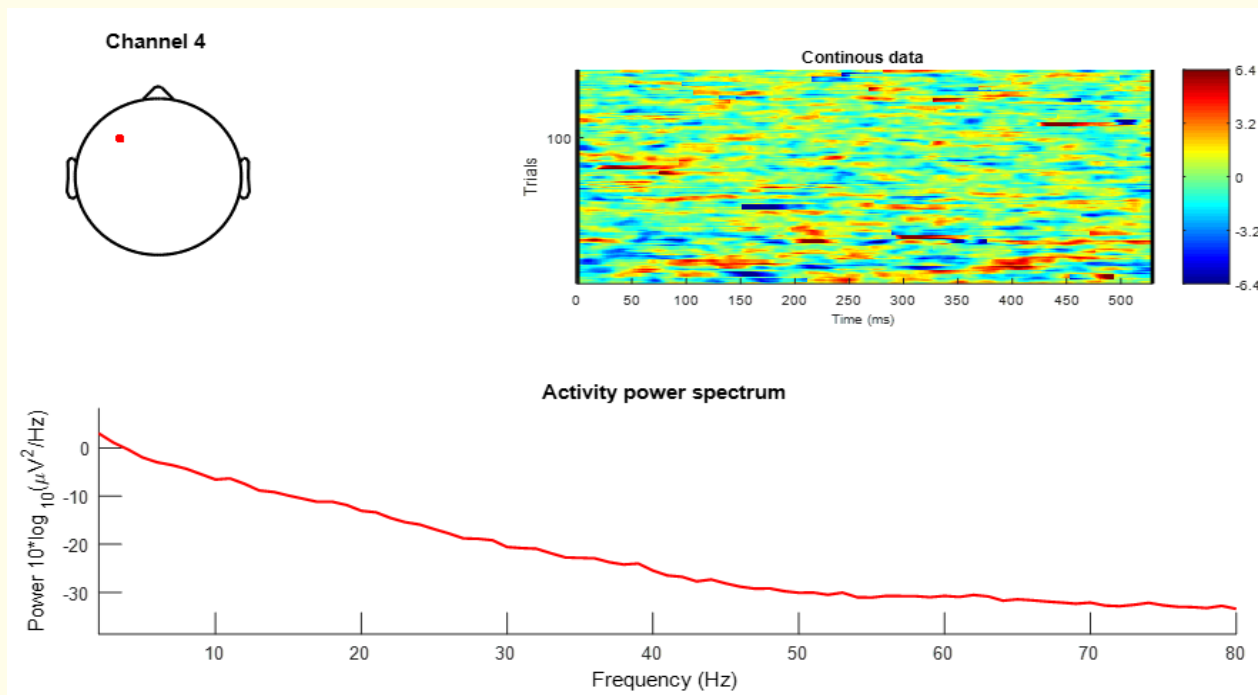 Channel 4
Continous data
6.4
3.2
0
-3.2
-6.4
Trials
100
0 50 100 150 200 250 300 350 400 450 500
Time (ms)
Activity power spectrum
Power 10*log₁₀(μV²/Hz)
0
-10
-20
-30
10 20 30 40 50 60 70 80
Frequency (Hz)